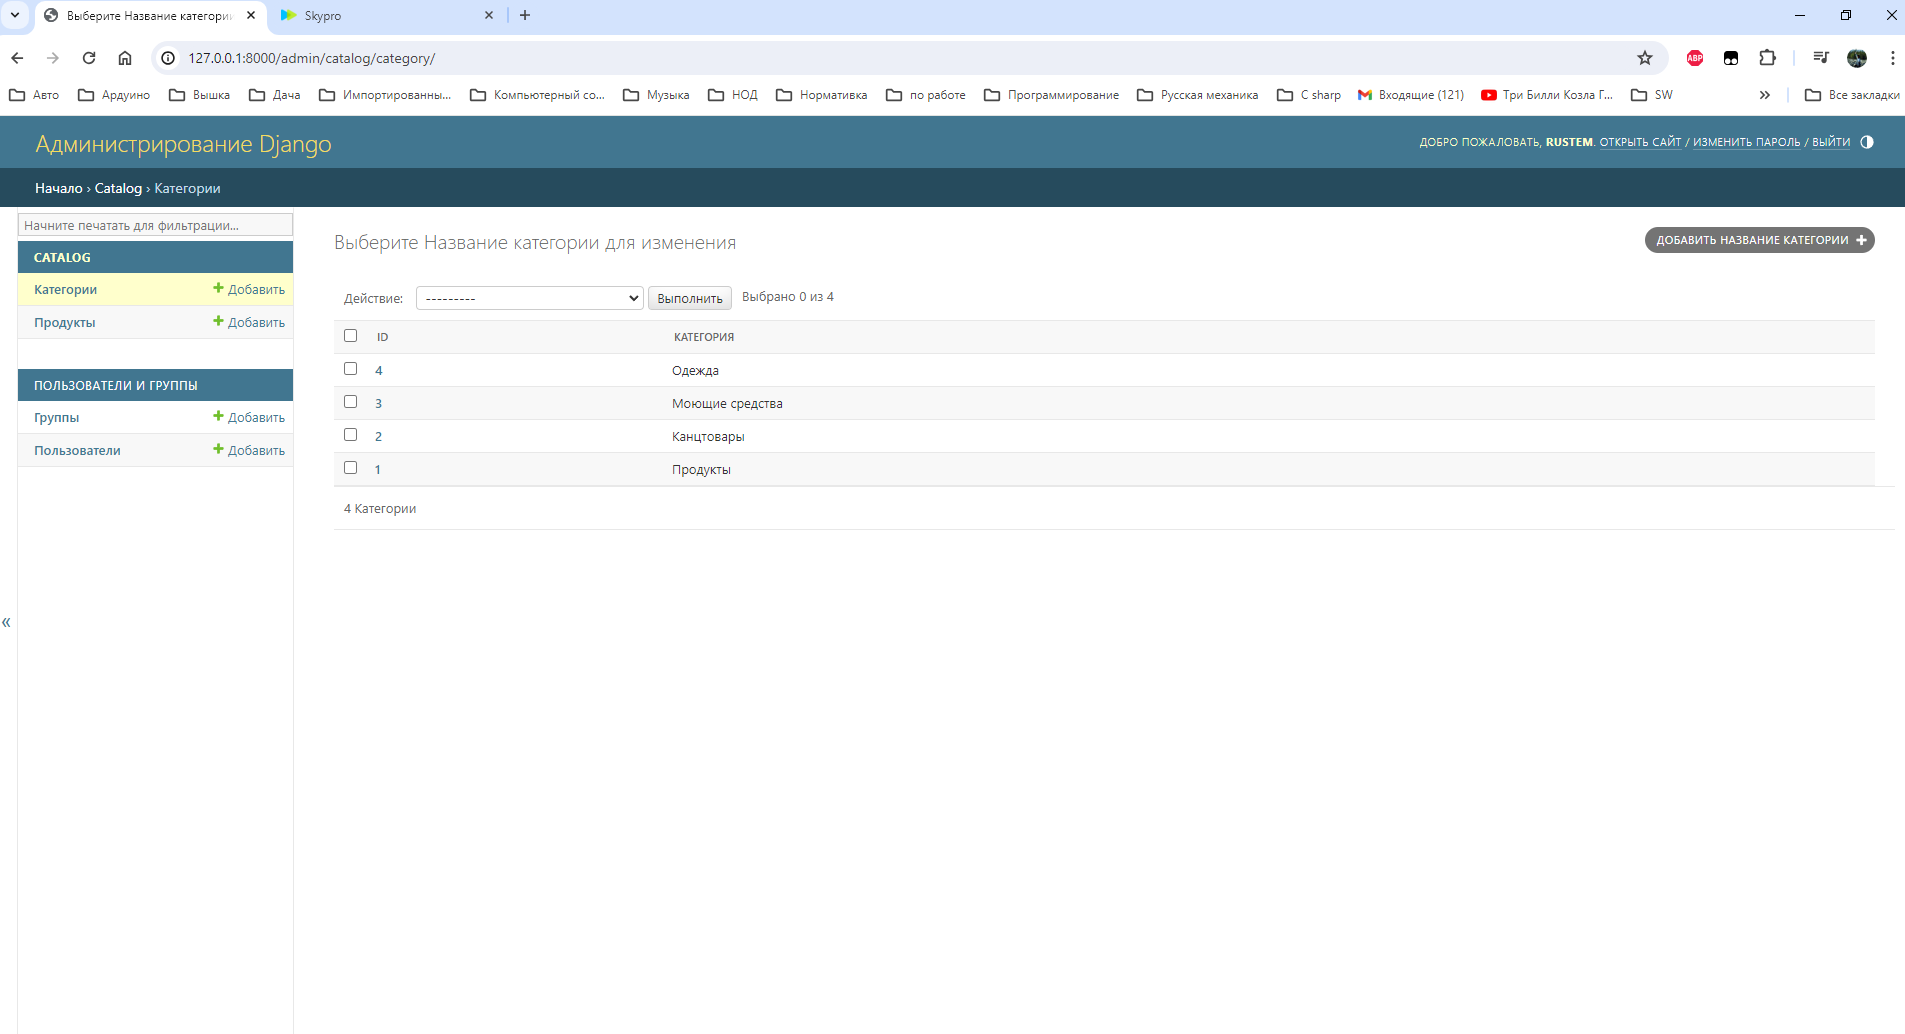 Выберите Название категории
Skypro
127.0.0.1:8000/admin/catalog/category/
ABP
Авто Ардуино Вышка Дача Импортированны... Компьютерный со... Музыка НОД Нормативка по работе Программирование Русская механика C sharp Входящие (121) Три Билли Козла Г... SW Все закладки
Администрирование Django
ДОБРО ПОЖАЛОВАТЬ, RUSTEM. ОТКРЫТЬ САЙТ / ИЗМЕНИТЬ ПАРОЛЬ / ВЫЙТИ
Начало › Catalog › Категории
Начните печатать для фильтрации...
CATALOG
Категории Добавить
Продукты Добавить
ПОЛЬЗОВАТЕЛИ И ГРУППЫ
Группы Добавить
Пользователи Добавить
Выберите Название категории для изменения
ДОБАВИТЬ НАЗВАНИЕ КАТЕГОРИИ
Действие: --------- Выполнить Выбрано 0 из 4
ID КАТЕГОРИЯ
4 Одежда
3 Моющие средства
2 Канцтовары
1 Продукты
4 Категории